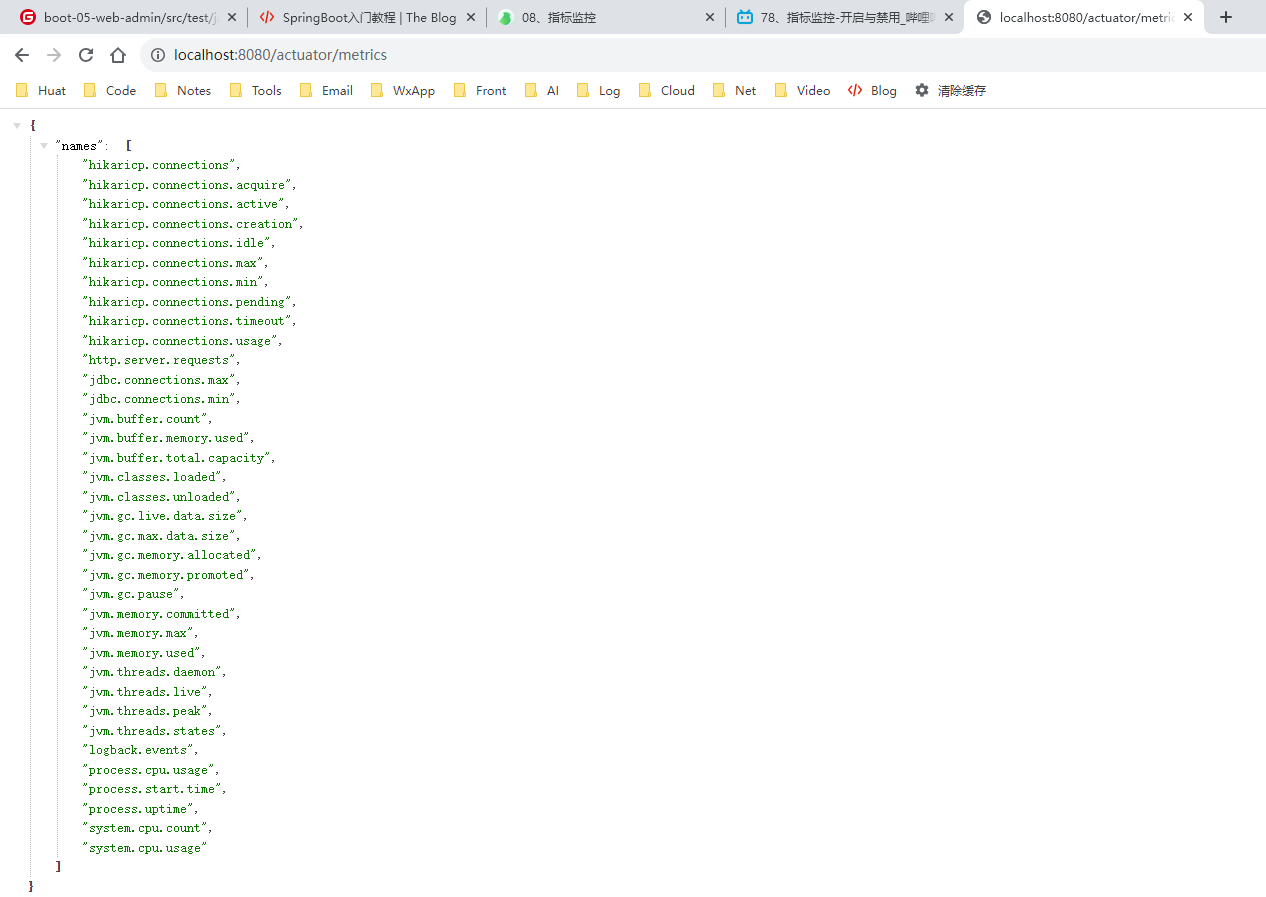 boot-05-web-admin/src/test/j
SpringBoot入门教程 | The Blog
08、指标监控
78、指标监控-开启与禁用_哔哩
localhost:8080/actuator/metric
localhost:8080/actuator/metrics
Huat Code Notes Tools Email WxApp Front AI Log Cloud Net Video Blog 清除缓存
{
"names": [
"hikaricp.connections",
"hikaricp.connections.acquire",
"hikaricp.connections.active",
"hikaricp.connections.creation",
"hikaricp.connections.idle",
"hikaricp.connections.max",
"hikaricp.connections.min",
"hikaricp.connections.pending",
"hikaricp.connections.timeout",
"hikaricp.connections.usage",
"http.server.requests",
"jdbc.connections.max",
"jdbc.connections.min",
"jvm.buffer.count",
"jvm.buffer.memory.used",
"jvm.buffer.total.capacity",
"jvm.classes.loaded",
"jvm.classes.unloaded",
"jvm.gc.live.data.size",
"jvm.gc.max.data.size",
"jvm.gc.memory.allocated",
"jvm.gc.memory.promoted",
"jvm.gc.pause",
"jvm.memory.committed",
"jvm.memory.max",
"jvm.memory.used",
"jvm.threads.daemon",
"jvm.threads.live",
"jvm.threads.peak",
"jvm.threads.states",
"logback.events",
"process.cpu.usage",
"process.start.time",
"process.uptime",
"system.cpu.count",
"system.cpu.usage"
]
}